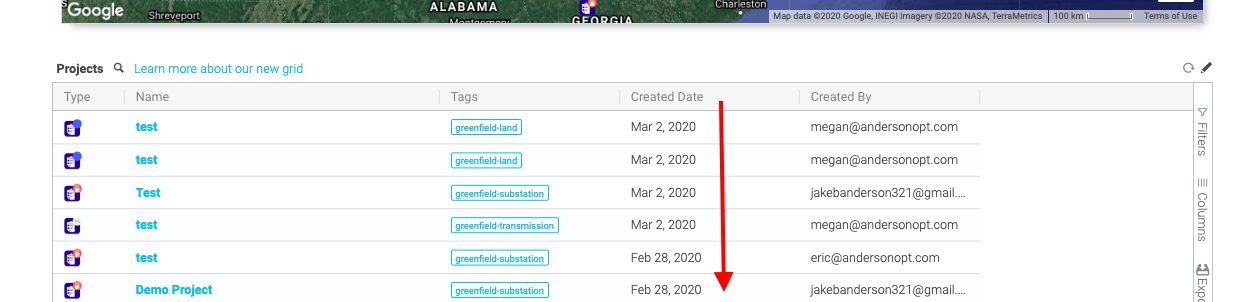 ALABAMA
Google
Shreveport
Montgomery
GEORGIA
Charleston
Map data ©2020 Google, INEGI Imagery ©2020 NASA, TerraMetrics 100 km Terms of Use
Projects Learn more about our new grid
Type Name Tags Created Date Created By
test greenfield-land Mar 2, 2020 megan@andersonopt.com
test greenfield-land Mar 2, 2020 megan@andersonopt.com
Test greenfield-substation Mar 2, 2020 jakebanderson321@gmail....
test greenfield-transmission Mar 2, 2020 megan@andersonopt.com
test greenfield-substation Feb 28, 2020 eric@andersonopt.com
Demo Project greenfield-substation Feb 28, 2020 jakebanderson321@gmail....
Filters
Columns